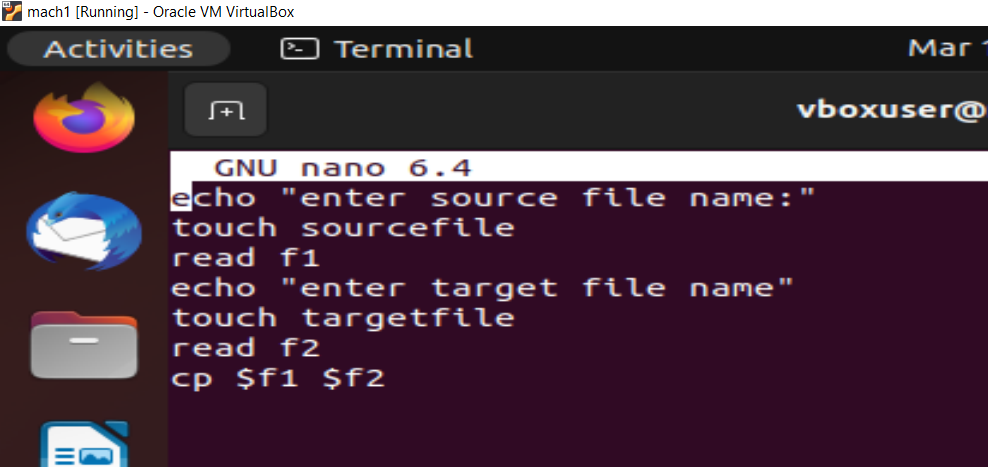 mach1 [Running] - Oracle VM VirtualBox
Activities
Terminal
Mar
vboxuser@
GNU nano 6.4
echo "enter source file name:"
touch sourcefile
read f1
echo "enter target file name"
touch targetfile
read f2
cp $f1 $f2